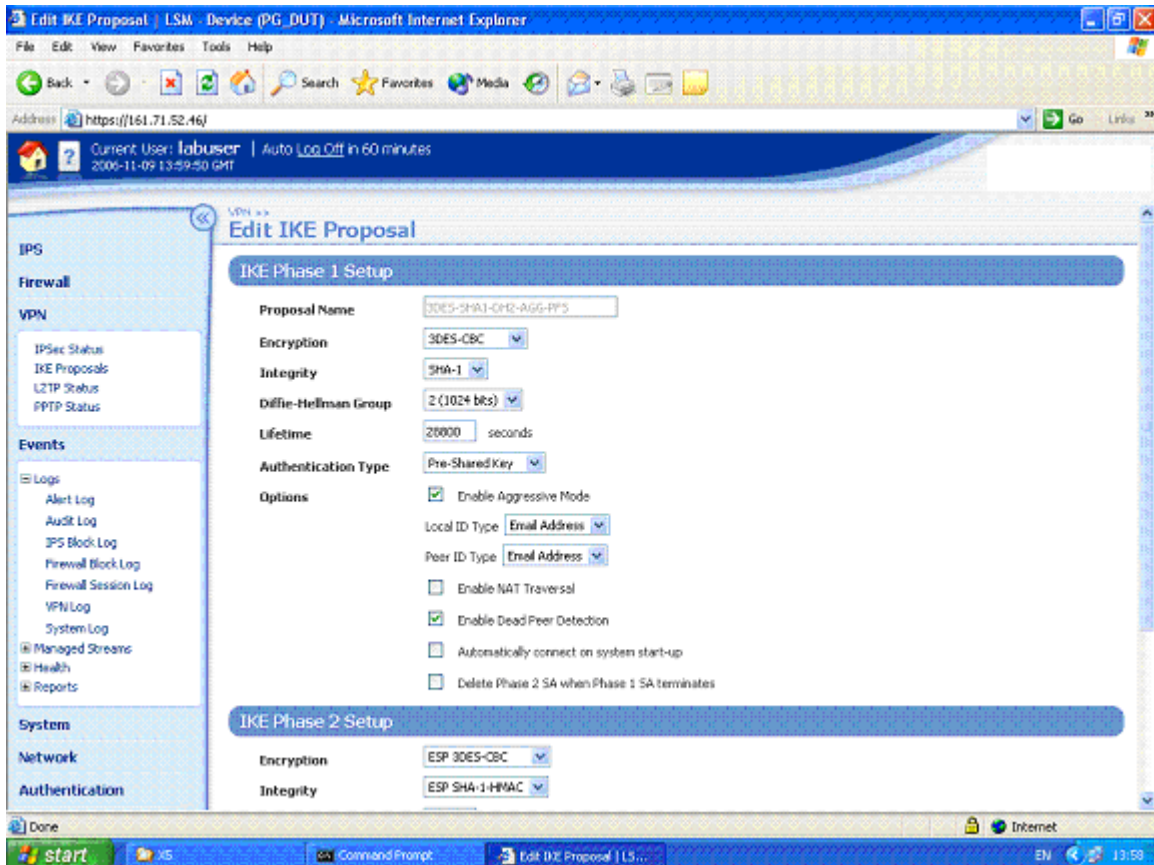 Edit IKE Proposal | LSM - Device (PG_DUT) - Microsoft Internet Explorer
File Edit View Favorites Tools Help
Back Search Favorites Media
Address https://161.71.52.46/ Go Links »
Current User: labuser | Auto Log Off in 60 minutes
2006-11-09 13:59:50 GMT
VPN >>
Edit IKE Proposal
IPS
Firewall
VPN
IPSec Status
IKE Proposals
L2TP Status
PPTP Status
Events
Logs
Alert Log
Audit Log
IPS Block Log
Firewall Block Log
Firewall Session Log
VPN Log
System Log
Managed Streams
Health
Reports
System
Network
Authentication
IKE Phase 1 Setup
Proposal Name 3DES-SHA1-DH2-AGG-PFS
Encryption 3DES-CBC
Integrity SHA-1
Diffie-Hellman Group 2 (1024 bits)
Lifetime 28800 seconds
Authentication Type Pre-Shared Key
Options Enable Aggressive Mode
Local ID Type Email Address
Peer ID Type Email Address
Enable NAT Traversal
Enable Dead Peer Detection
Automatically connect on system start-up
Delete Phase 2 SA when Phase 1 SA terminates
IKE Phase 2 Setup
Encryption ESP 3DES-CBC
Integrity ESP SHA-1-HMAC
Done Internet
start X5 Command Prompt Edit IKE Proposal | LS... EN 13:58